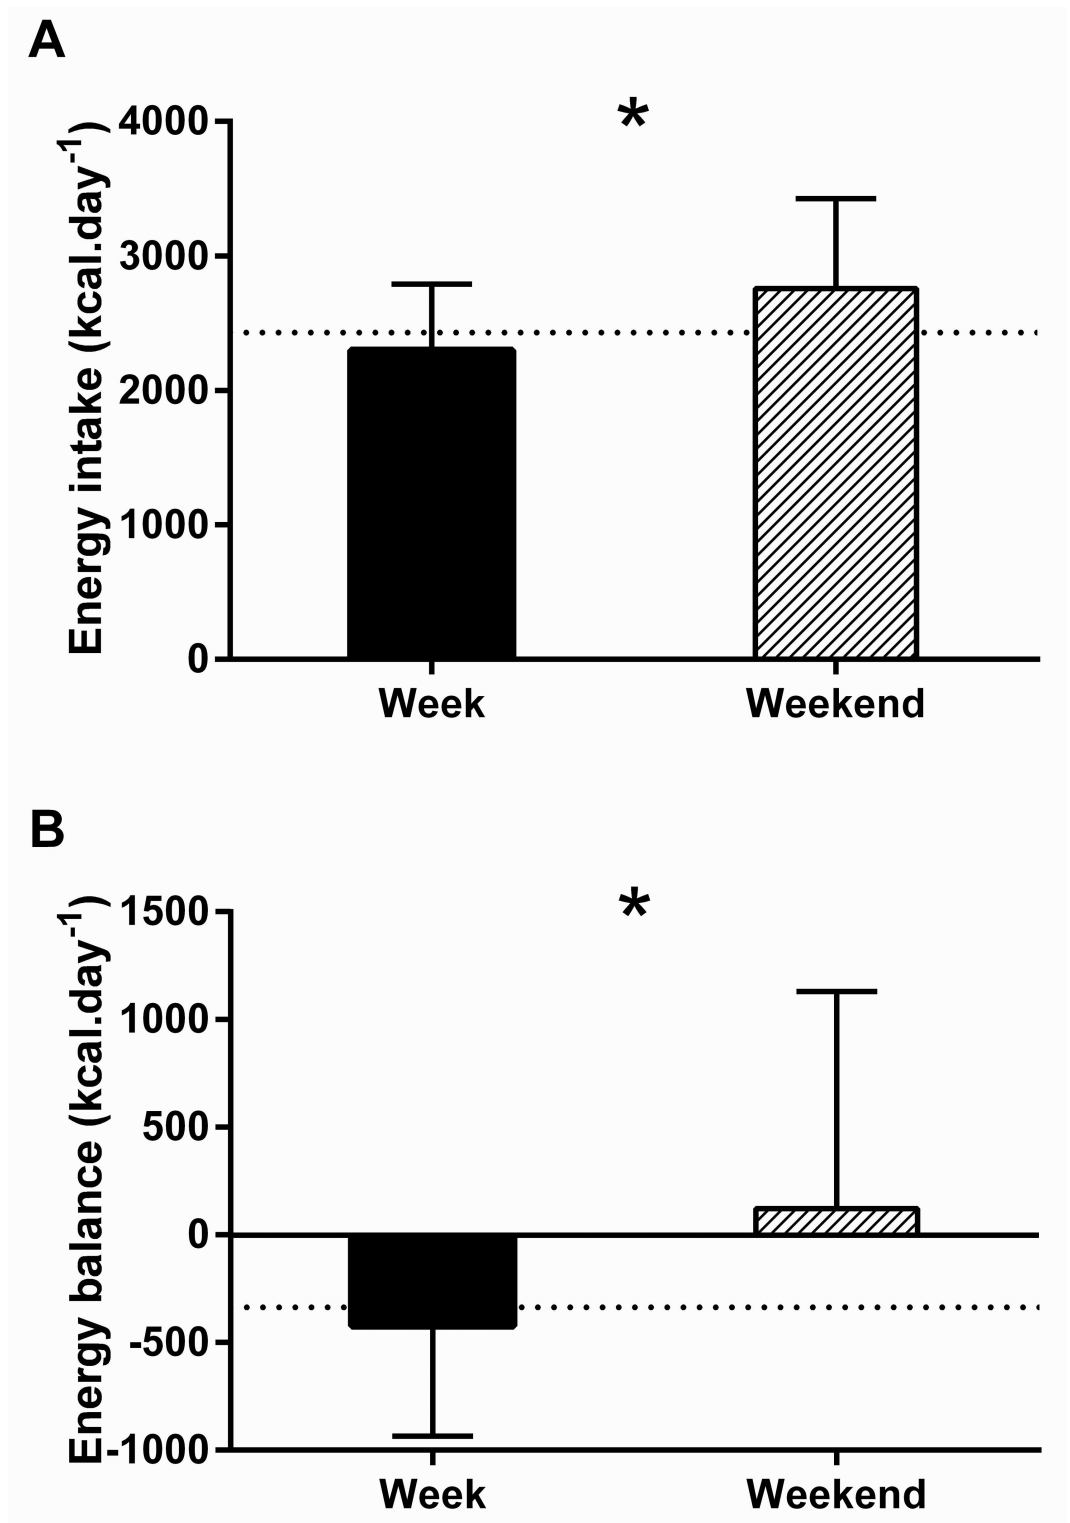 A
Energy intake (kcal.day-1)
4000
3000
2000
1000
0
*
Week Weekend
B
Energy balance (kcal.day-1)
1500
1000
500
0
-500
-1000
*
Week Weekend